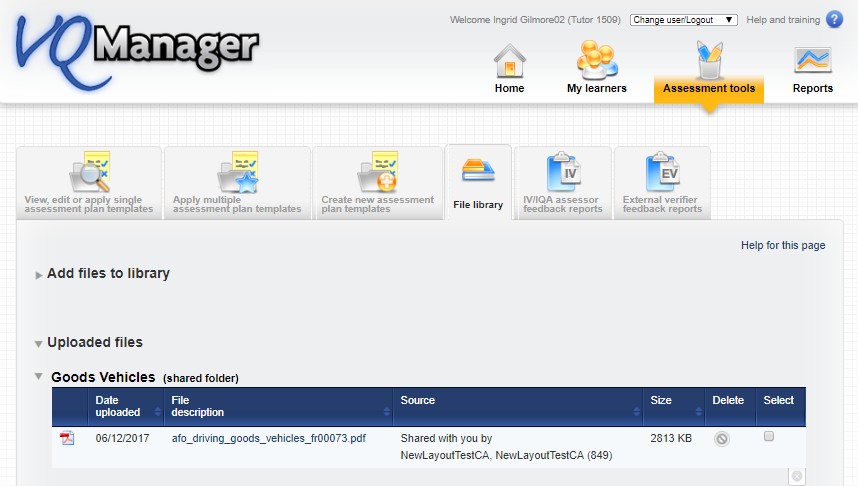 VQManager
Welcome Ingrid Gilmore02 (Tutor 1509) Change user/Logout Help and training ?
Home My learners Assessment tools Reports
View, edit or apply single assessment plan templates
Apply multiple assessment plan templates
Create new assessment plan templates
File library
IV
IV/IQA assessor feedback reports
EV
External verifier feedback reports
Help for this page
Add files to library
Uploaded files
Goods Vehicles (shared folder)
Date uploaded File description Source Size Delete Select
06/12/2017 afo_driving_goods_vehicles_fr00073.pdf Shared with you by 2813 KB
NewLayoutTestCA, NewLayoutTestCA (849)